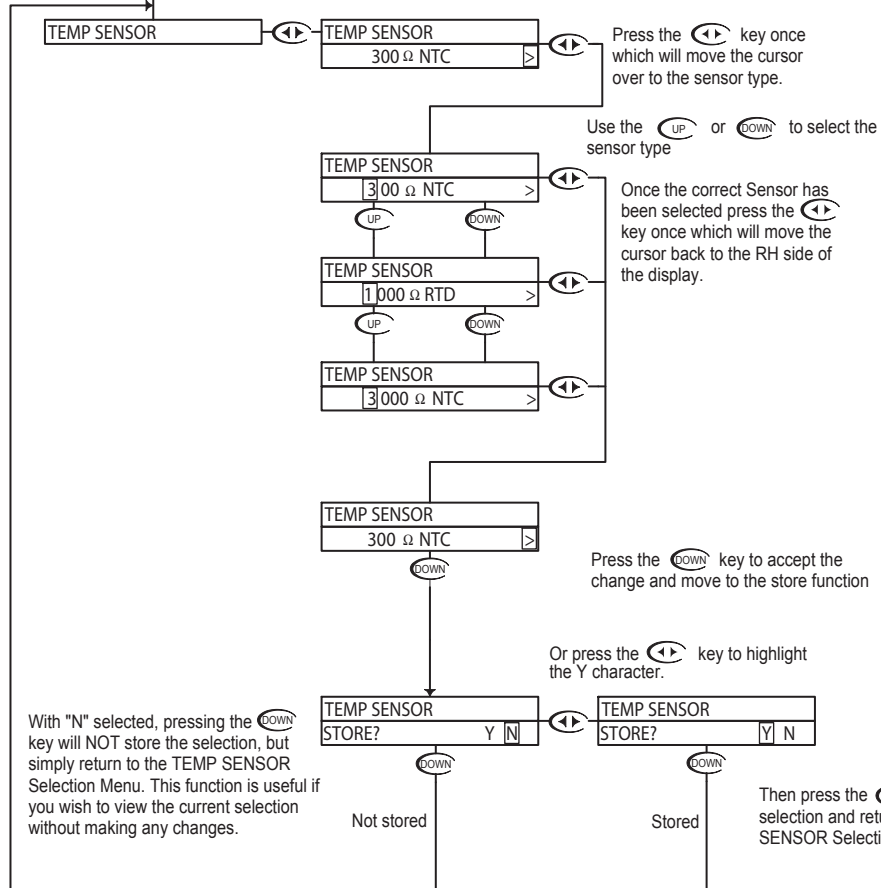 TEMP SENSOR
TEMP SENSOR
300 Ω NTC >
Press the key once
which will move the cursor
over to the sensor type.
Use the UP or DOWN to select the
sensor type
TEMP SENSOR
300 Ω NTC >
UP DOWN
Once the correct Sensor has
been selected press the
key once which will move the
cursor back to the RH side of
the display.
TEMP SENSOR
1000 Ω RTD >
UP DOWN
TEMP SENSOR
3000 Ω NTC >
TEMP SENSOR
300 Ω NTC >
DOWN
Press the DOWN key to accept the
change and move to the store function
Or press the key to highlight
the Y character.
TEMP SENSOR
STORE? Y N
DOWN
TEMP SENSOR
STORE? Y N
DOWN
With "N" selected, pressing the DOWN
key will NOT store the selection, but
simply return to the TEMP SENSOR
Selection Menu. This function is useful if
you wish to view the current selection
without making any changes.
Not stored
Stored
Then press the
selection and
SENSOR